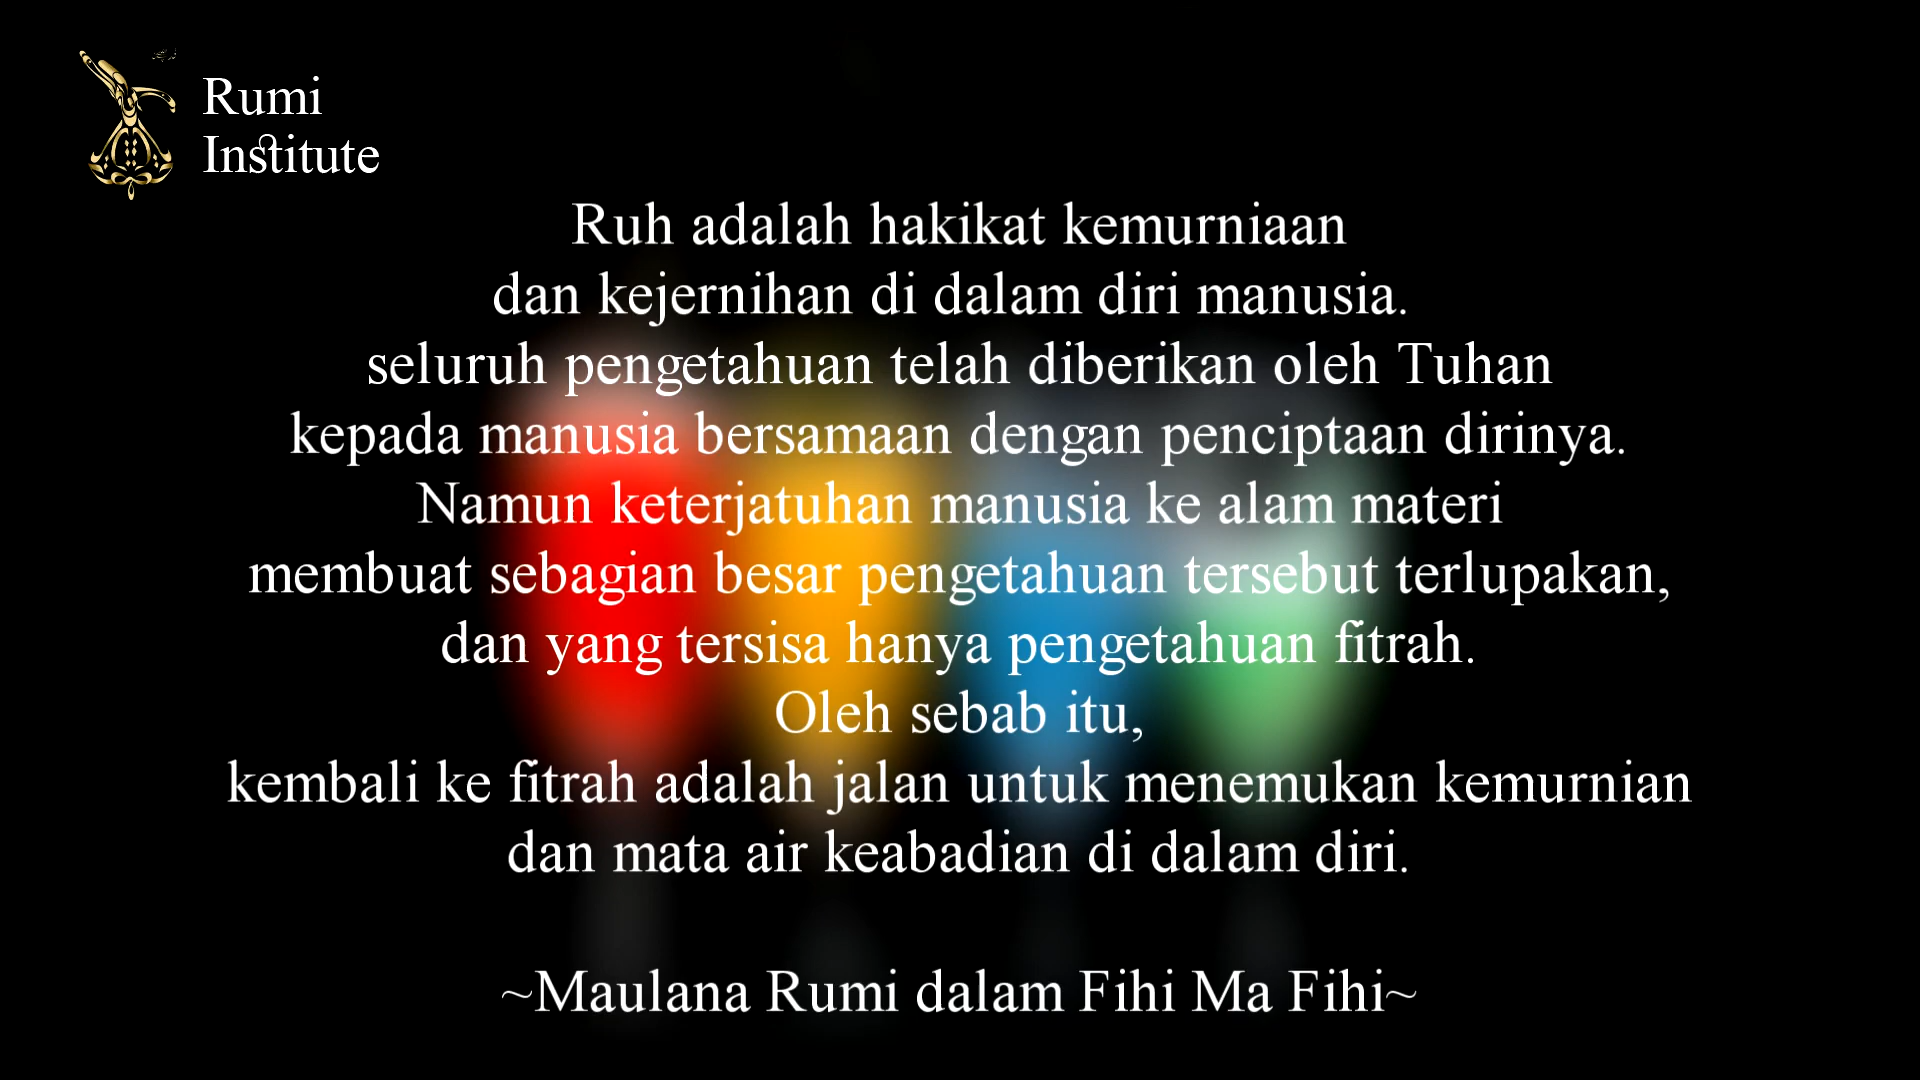 Rumi
Institute
Ruh adalah hakikat kemurniaan
dan kejernihan di dalam diri manusia.
seluruh pengetahuan telah diberikan oleh Tuhan
kepada manusia bersamaan dengan penciptaan dirinya.
Namun keterjatuhan manusia ke alam materi
membuat sebagian besar pengetahuan tersebut terlupakan,
dan yang tersisa hanya pengetahuan fitrah.
Oleh sebab itu,
kembali ke fitrah adalah jalan untuk menemukan kemurnian
dan mata air keabadian di dalam diri.
~Maulana Rumi dalam Fihi Ma Fihi~